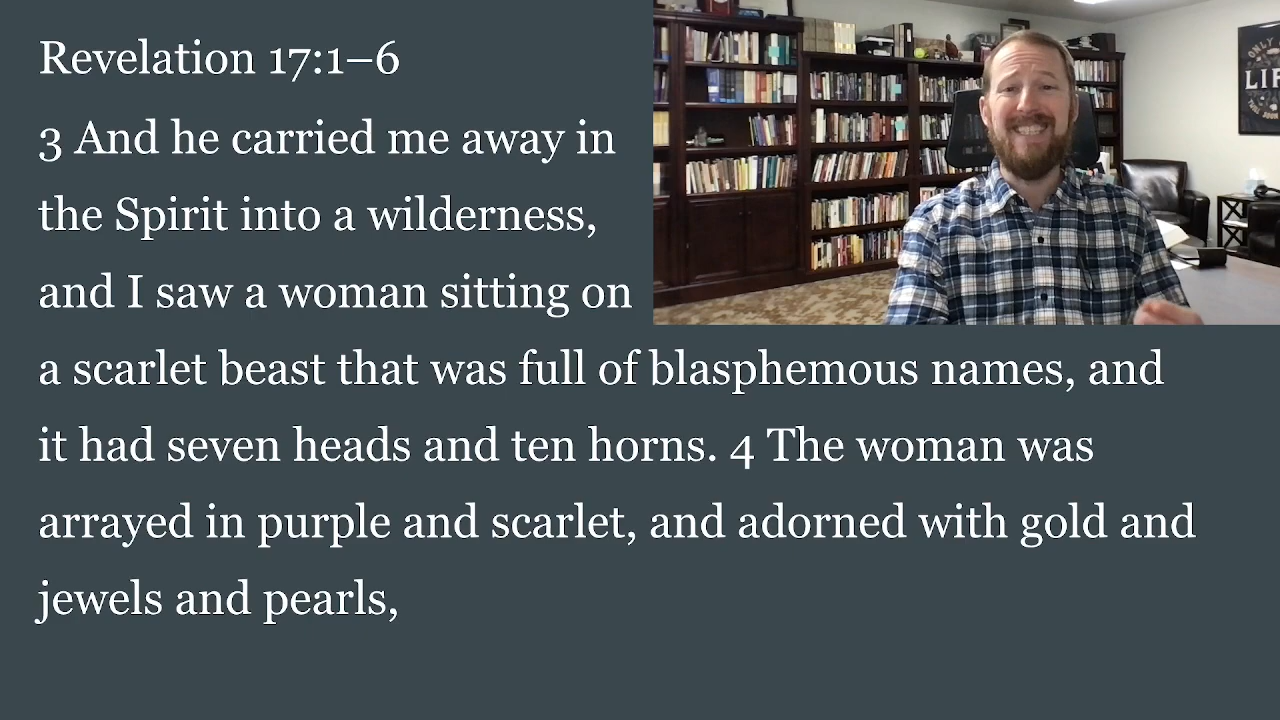 Revelation 17:1–6
3 And he carried me away in
the Spirit into a wilderness,
and I saw a woman sitting on
a scarlet beast that was full of blasphemous names, and
it had seven heads and ten horns. 4 The woman was
arrayed in purple and scarlet, and adorned with gold and
jewels and pearls,
ONLY